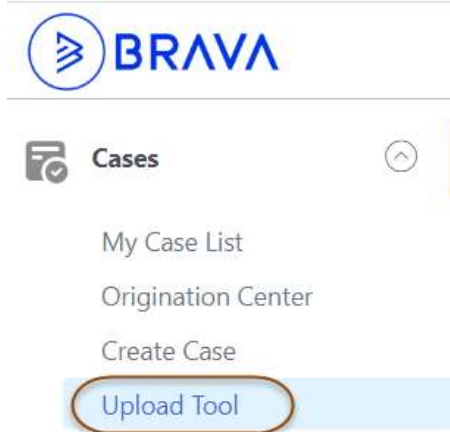 BRAVA
Cases
My Case List
Origination Center
Create Case
Upload Tool